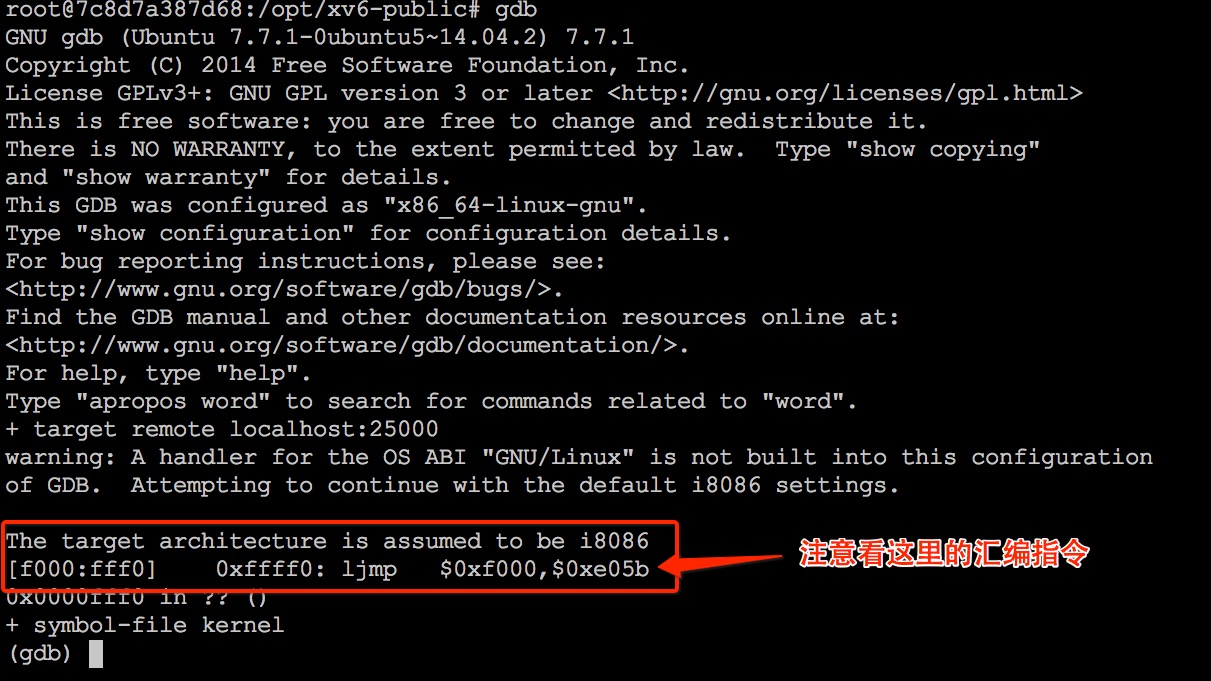 root@7c8d7a387d68:/opt/xv6-public# gdb
GNU gdb (Ubuntu 7.7.1-0ubuntu5~14.04.2) 7.7.1
Copyright (C) 2014 Free Software Foundation, Inc.
License GPLv3+: GNU GPL version 3 or later <http://gnu.org/licenses/gpl.html>
This is free software: you are free to change and redistribute it.
There is NO WARRANTY, to the extent permitted by law.  Type "show copying"
and "show warranty" for details.
This GDB was configured as "x86_64-linux-gnu".
Type "show configuration" for configuration details.
For bug reporting instructions, please see:
<http://www.gnu.org/software/gdb/bugs/>.
Find the GDB manual and other documentation resources online at:
<http://www.gnu.org/software/gdb/documentation/>.
For help, type "help".
Type "apropos word" to search for commands related to "word".
+ target remote localhost:25000
warning: A handler for the OS ABI "GNU/Linux" is not built into this configuration
of GDB.  Attempting to continue with the default i8086 settings.
The target architecture is assumed to be i8086
[f000:fff0]    0xffff0: ljmp   $0xf000,$0xe05b
注意看这里的汇编指令
0x0000fff0 in ?? ()
+ symbol-file kernel
(gdb)